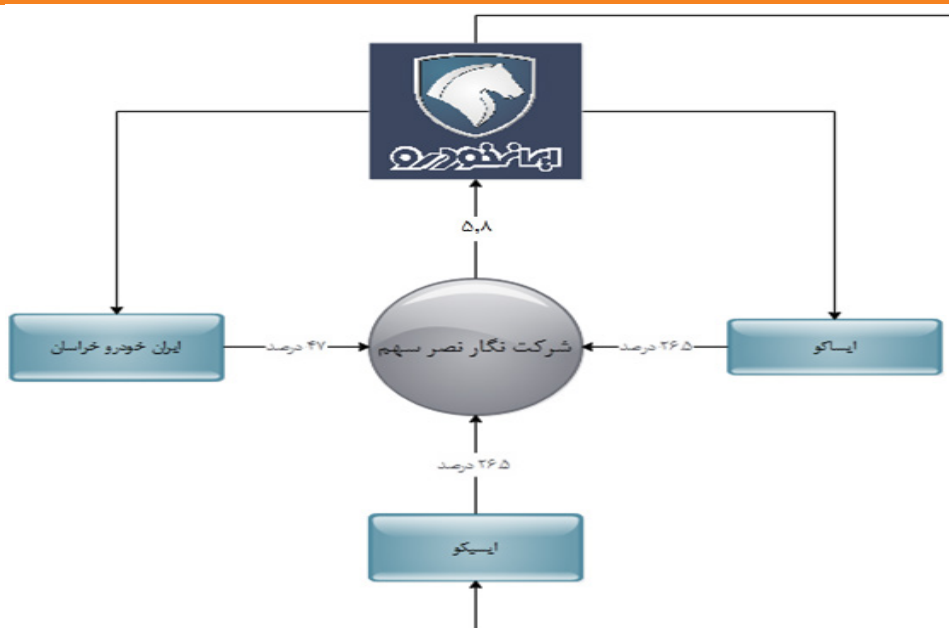 ایران‌خودرو
۵,۸
ایران خودرو خراسان
۴۷ درصد
شرکت نگار نصر سهم
۲۶.۵ درصد
ایساکو
۲۶.۵ درصد
ایسیکو